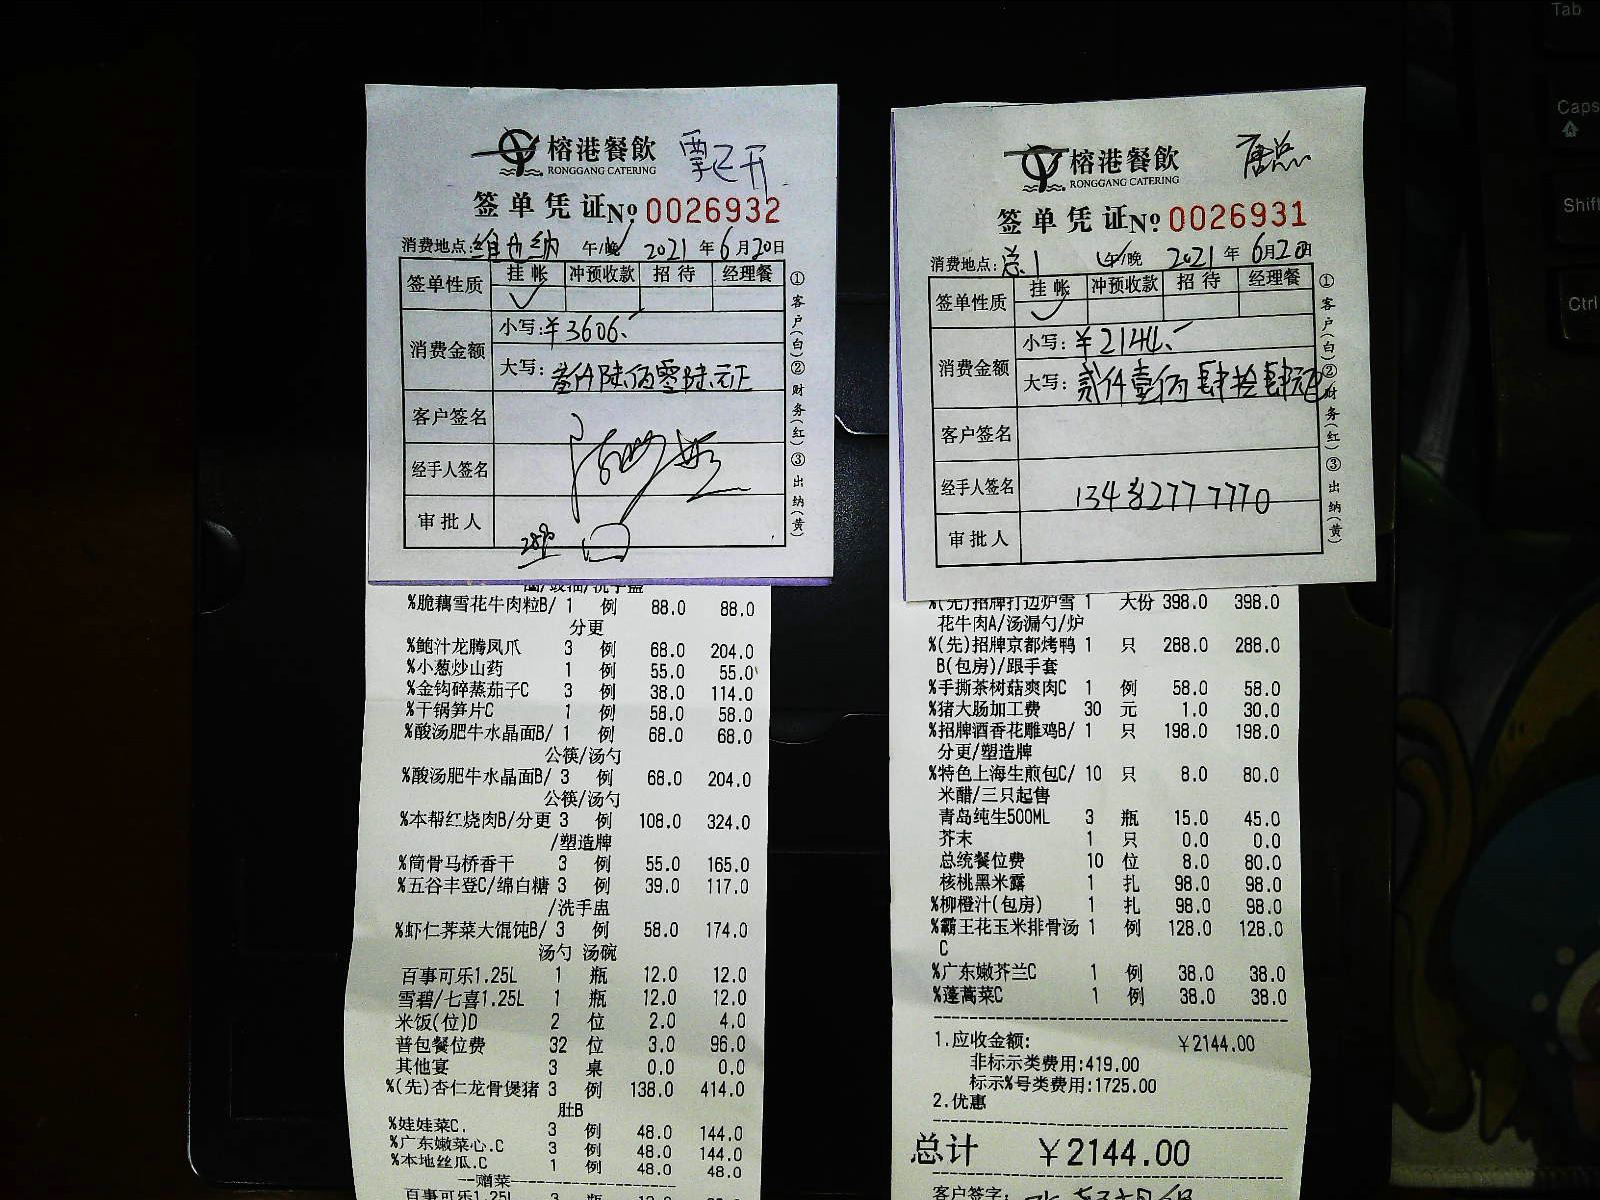 榕港餐飲 票已开
RONGGANG CATERING
签单凭证 No 0026932
消费地点:维也纳 午/晚 2021年6月20日
签单性质 挂帐 冲预收款 招待 经理餐
✓
消费金额 小写:¥3606.
大写:叁仟陆佰零陆元正
客户签名
经手人签名
审批人
①客户(白)②财务(红)③出纳(黄)
%脆藕雪花牛肉粒B/ 1 例 88.0 88.0
分更
%鲍汁龙腾凤爪 3 例 68.0 204.0
%小葱炒山药 1 例 55.0 55.0
%金钩碎蒸茄子C 3 例 38.0 114.0
%干锅笋片C 1 例 58.0 58.0
%酸汤肥牛水晶面B/ 1 例 68.0 68.0
公筷/汤勺
%酸汤肥牛水晶面B/ 3 例 68.0 204.0
公筷/汤勺
%本帮红烧肉B/分更 3 例 108.0 324.0
/塑造牌
%筒骨马桥香干 3 例 55.0 165.0
%五谷丰登C/绵白糖 3 例 39.0 117.0
/洗手盅
%虾仁荠菜大馄饨B/ 3 例 58.0 174.0
汤勺 汤碗
百事可乐1.25L 1 瓶 12.0 12.0
雪碧/七喜1.25L 1 瓶 12.0 12.0
米饭(位)D 2 位 2.0 4.0
普包餐位费 32 位 3.0 96.0
其他宴 3 桌 0.0 0.0
%(先)杏仁龙骨煲猪 3 例 138.0 414.0
肚B
%娃娃菜C. 3 例 48.0 144.0
%广东嫩菜心.C 3 例 48.0 144.0
%本地丝瓜.C 1 例 48.0 48.0
---赠菜---
百事可乐1.25L 3 瓶
榕港餐飲 唐总
RONGGANG CATERING
签单凭证 No 0026931
消费地点:总1 午/晚 2021年6月20日
签单性质 挂帐 冲预收款 招待 经理餐
✓
消费金额 小写:¥2144.
大写:贰仟壹佰肆拾肆元正
客户签名
经手人签名 13482777770
审批人
①客户(白)②财务(红)③出纳(黄)
%(先)招牌打边炉雪 1 大份 398.0 398.0
花牛肉A/汤漏勺/炉
%(先)招牌京都烤鸭 1 只 288.0 288.0
B(包房)/跟手套
%手撕茶树菇爽肉C 1 例 58.0 58.0
%猪大肠加工费 30 元 1.0 30.0
%招牌酒香花雕鸡B/ 1 只 198.0 198.0
分更/塑造牌
%特色上海生煎包C/ 10 只 8.0 80.0
米醋/三只起售
青岛纯生500ML 3 瓶 15.0 45.0
芥末 1 只 0.0 0.0
总统餐位费 10 位 8.0 80.0
核桃黑米露 1 扎 98.0 98.0
%柳橙汁(包房) 1 扎 98.0 98.0
%霸王花玉米排骨汤 1 例 128.0 128.0
C
%广东嫩芥兰C 1 例 38.0 38.0
%蓬蒿菜C 1 例 38.0 38.0
1.应收金额: ¥2144.00
非标示类费用:419.00
标示%号类费用:1725.00
2.优惠
总计 ¥2144.00
客户签字:
Tab
Caps
Shift
Ctrl